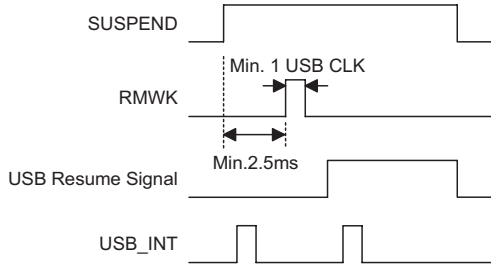 SUSPEND
Min. 1 USB CLK
RMWK
Min.2.5ms
USB Resume Signal
USB_INT